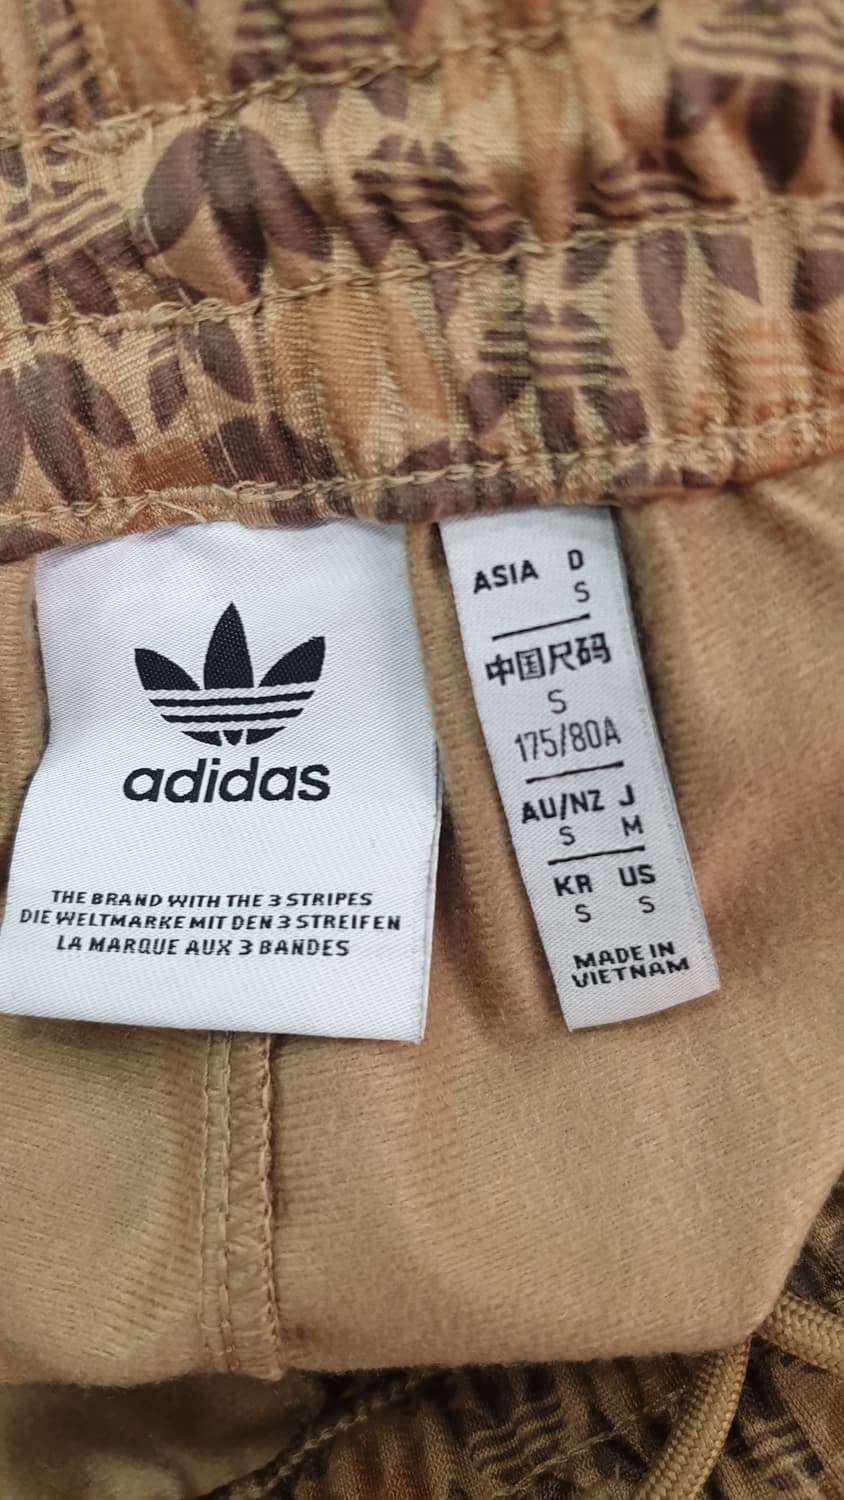 adidas
THE BRAND WITH THE 3 STRIPES
DIE WELTMARKE MIT DEN 3 STREIFEN
LA MARQUE AUX 3 BANDES
ASIA D
S
中国尺码
S
175/80A
AU/NZ J
S M
KR US
S S
MADE IN
VIETNAM